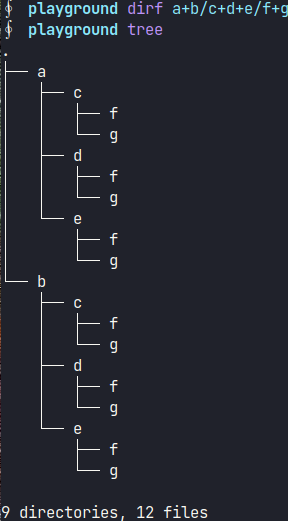 playground dirf a+b/c+d+e/f+g
playground tree
.
├── a
│   ├── c
│   │   ├── f
│   │   └── g
│   ├── d
│   │   ├── f
│   │   └── g
│   └── e
│       ├── f
│       └── g
└── b
    ├── c
    │   ├── f
    │   └── g
    ├── d
    │   ├── f
    │   └── g
    └── e
        ├── f
        └── g
9 directories, 12 files